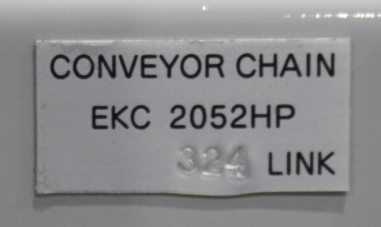 CONVEYOR CHAIN
EKC 2052HP
324 LINK